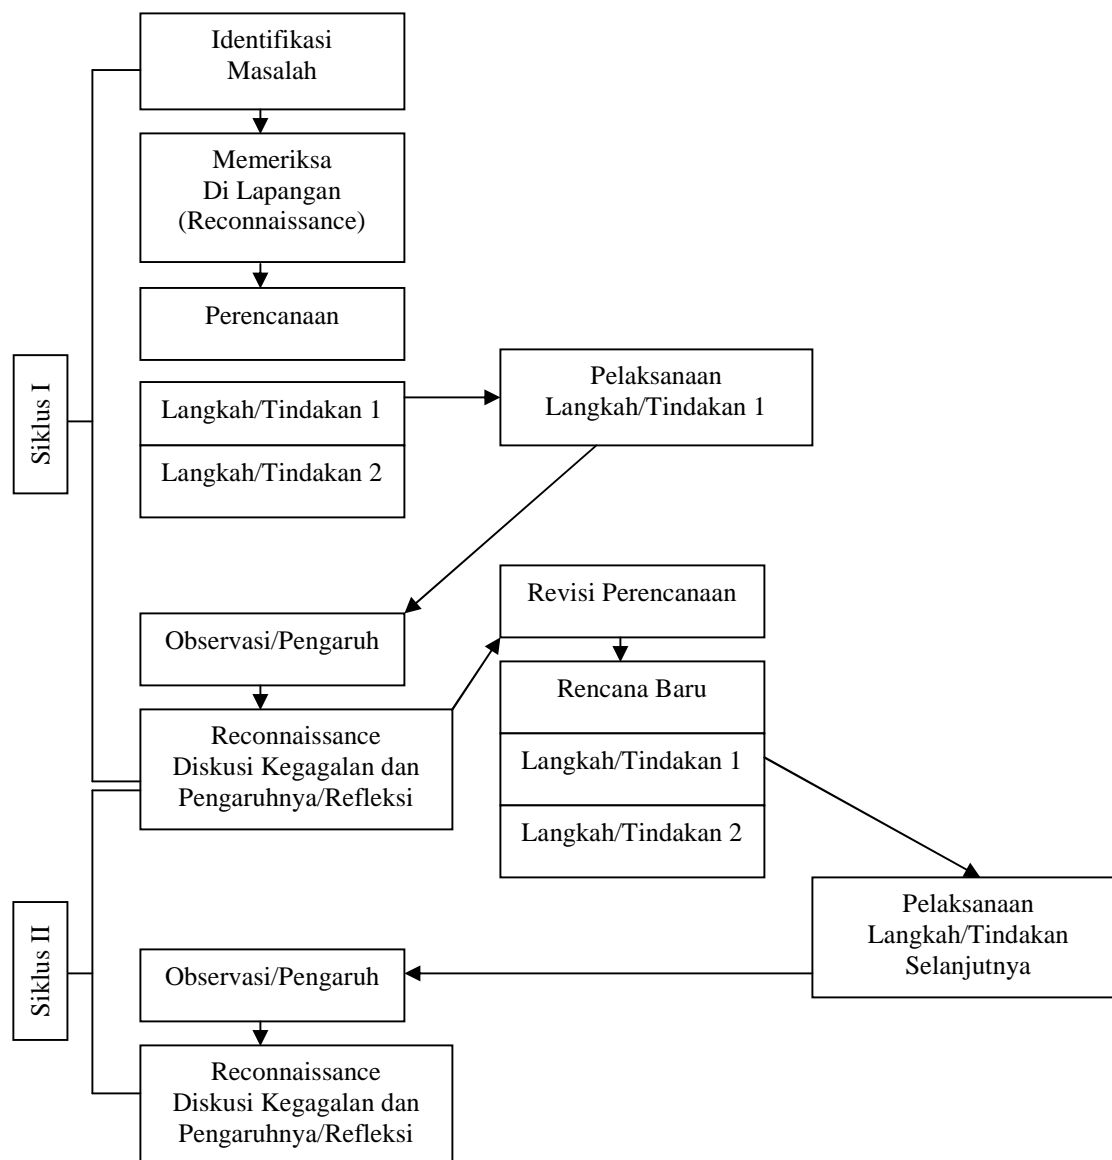 Identifikasi
Masalah
Memeriksa
Di Lapangan
(Reconnaissance)
Perencanaan
Siklus I
Langkah/Tindakan 1
Langkah/Tindakan 2
Pelaksanaan
Langkah/Tindakan 1
Observasi/Pengaruh
Reconnaissance
Diskusi Kegagalan dan
Pengaruhnya/Refleksi
Revisi Perencanaan
Rencana Baru
Langkah/Tindakan 1
Langkah/Tindakan 2
Pelaksanaan
Langkah/Tindakan
Selanjutnya
Siklus II
Observasi/Pengaruh
Reconnaissance
Diskusi Kegagalan dan
Pengaruhnya/Refleksi